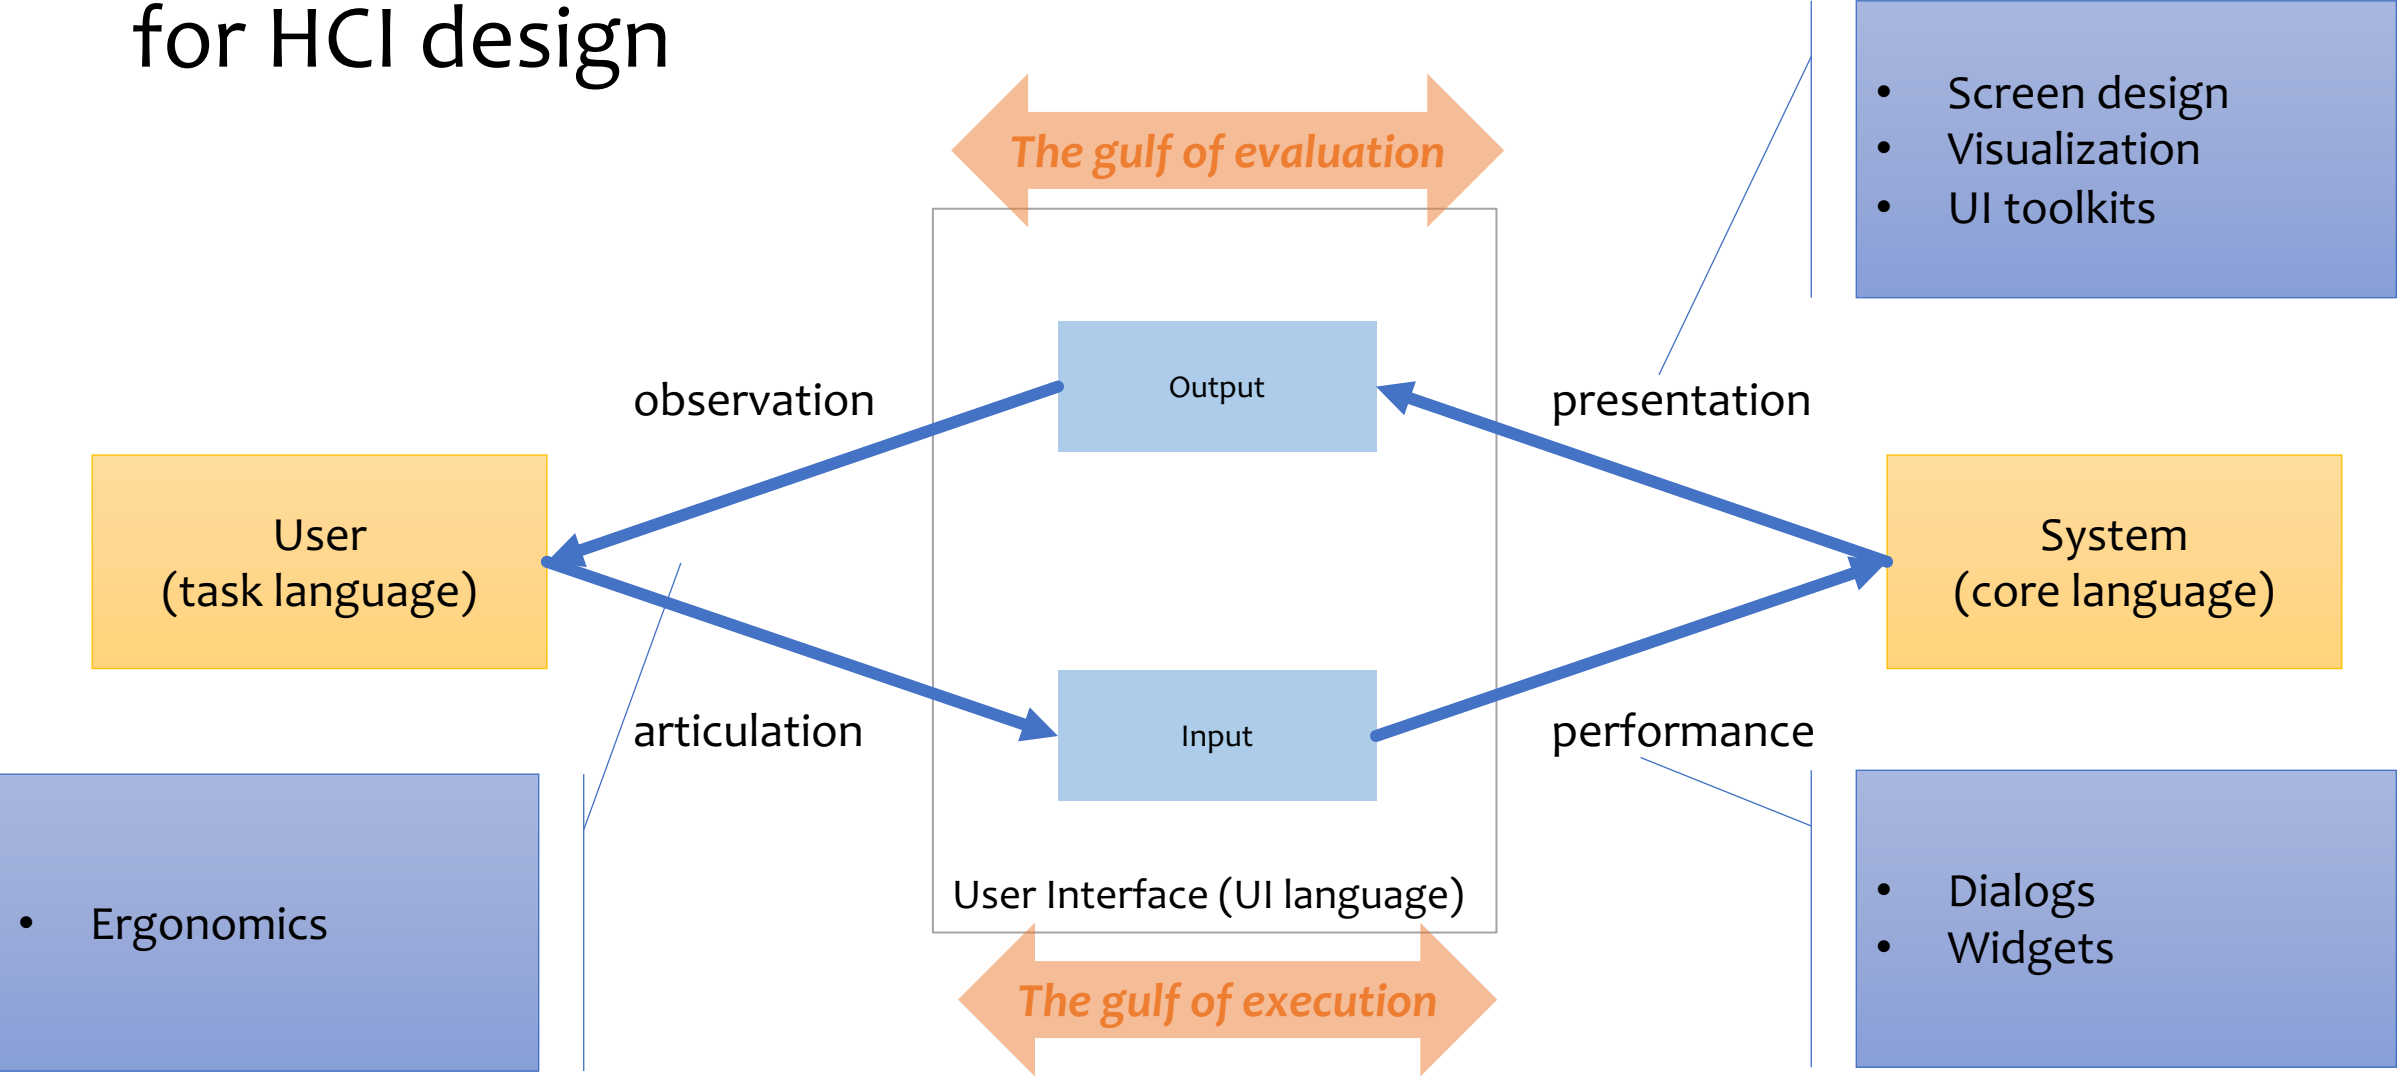 for HCI design
The gulf of evaluation
• Screen design
• Visualization
• UI toolkits
observation
Output
presentation
User
(task language)
System
(core language)
articulation
Input
performance
User Interface (UI language)
• Ergonomics
• Dialogs
• Widgets
The gulf of execution